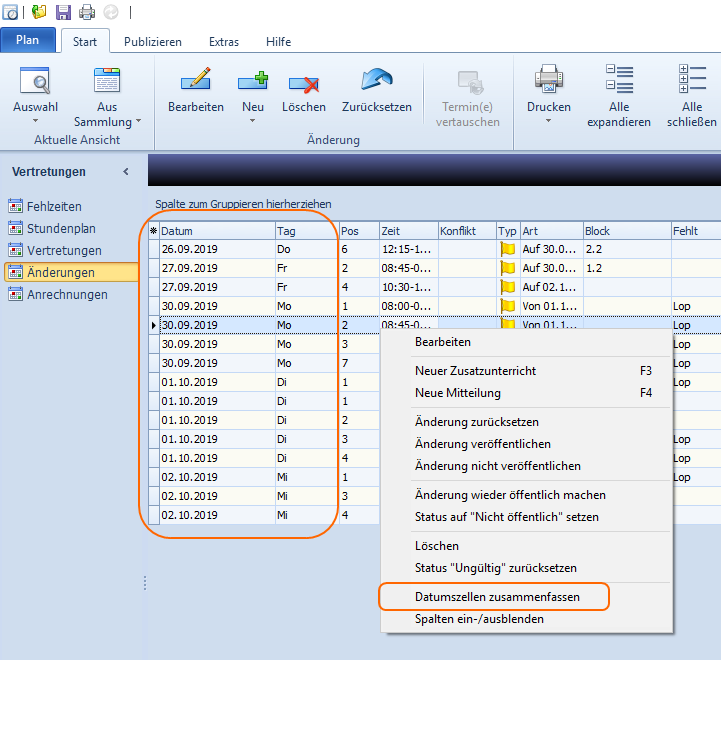 Plan Start Publizieren Extras Hilfe
Auswahl Aus Sammlung Bearbeiten Neu Löschen Zurücksetzen Termin(e) vertauschen Drucken Alle expandieren Alle schließen
Aktuelle Ansicht Änderung
Vertretungen
Fehlzeiten
Stundenplan
Vertretungen
Änderungen
Anrechnungen
Spalte zum Gruppieren hierherziehen
Datum Tag Pos Zeit Konflikt Typ Art Block Fehlt
26.09.2019 Do 6 12:15-1... Auf 30.0... 2.2
27.09.2019 Fr 2 08:45-0... Auf 30.0... 1.2
27.09.2019 Fr 4 10:30-1... Auf 02.1...
30.09.2019 Mo 1 08:00-0... Von 01.1... Lop
30.09.2019 Mo 2 08:45-0... Von 01.1... Lop
30.09.2019 Mo 3 Lop
30.09.2019 Mo 7 Lop
01.10.2019 Di 1 Lop
01.10.2019 Di 1
01.10.2019 Di 2
01.10.2019 Di 3 Lop
01.10.2019 Di 4 Lop
02.10.2019 Mi 1 Lop
02.10.2019 Mi 3
02.10.2019 Mi 4
Bearbeiten
Neuer Zusatzunterricht F3
Neue Mitteilung F4
Änderung zurücksetzen
Änderung veröffentlichen
Änderung nicht veröffentlichen
Änderung wieder öffentlich machen
Status auf "Nicht öffentlich" setzen
Löschen
Status "Ungültig" zurücksetzen
Datumszellen zusammenfassen
Spalten ein-/ausblenden